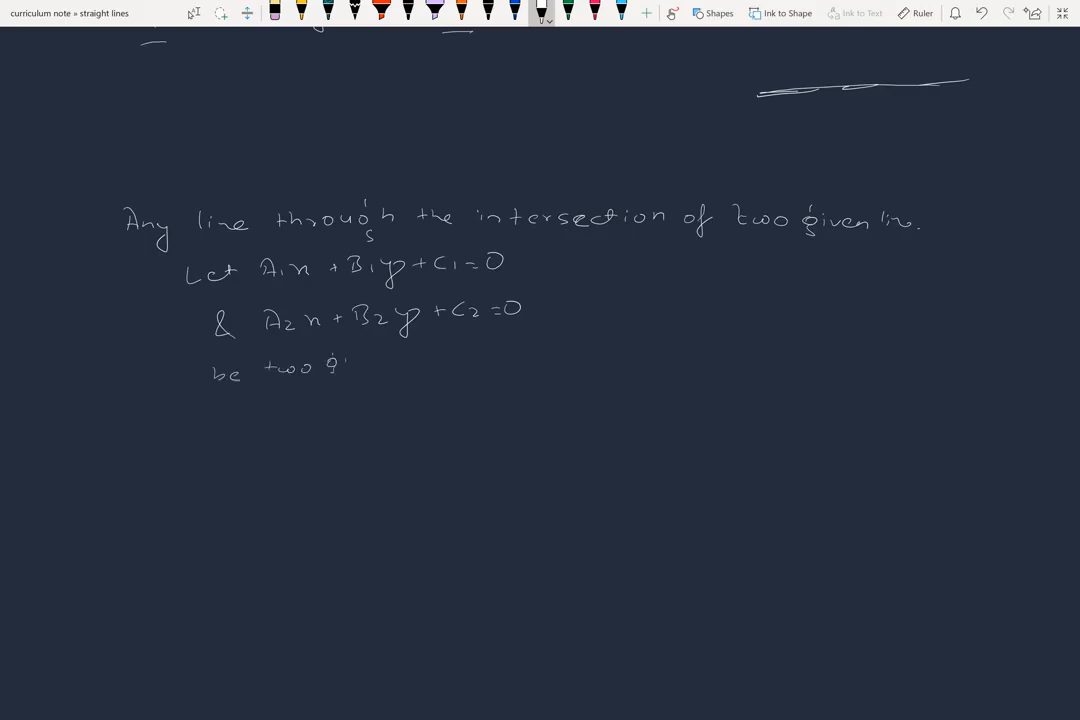 curriculum note » straight lines
Shapes
Ink to Shape
Ink to Text
Ruler
Any line through the intersection of two given lin.
Let A₁x + B₁y + C₁ = 0
& A₂x + B₂y + C₂ = 0
be two g